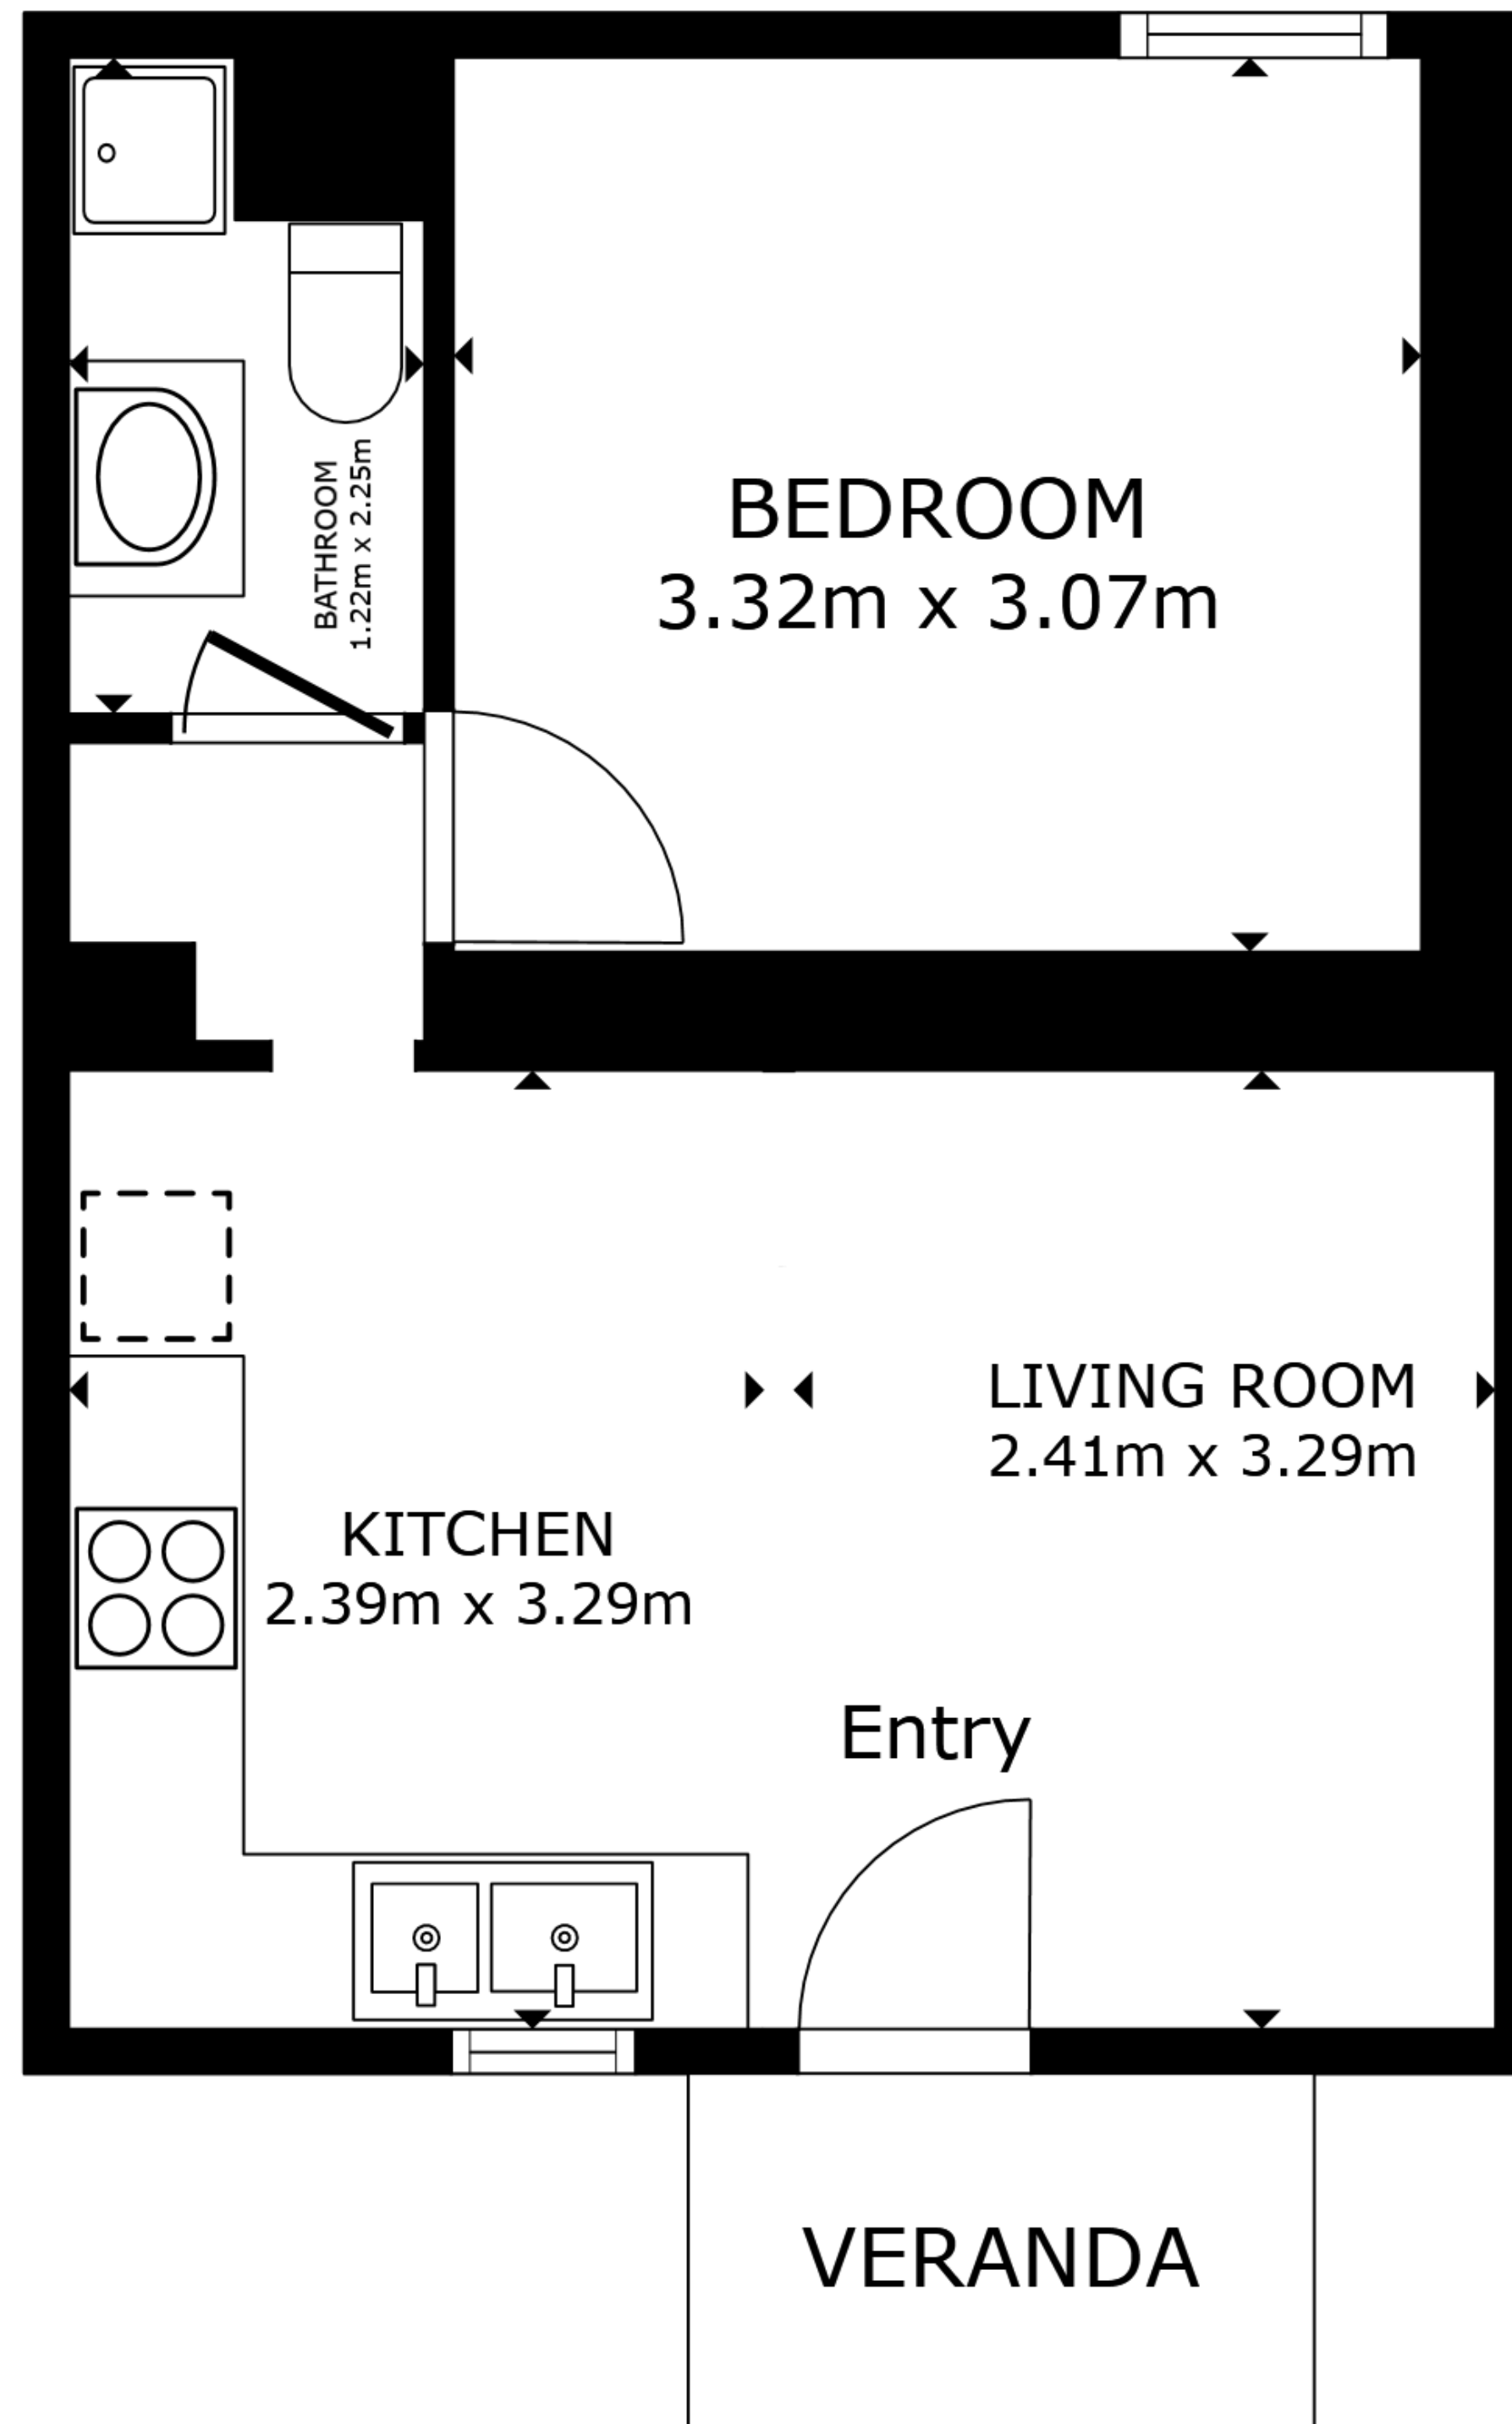 BATHROOM
1.22m x 2.25m
BEDROOM
3.32m x 3.07m
LIVING ROOM
2.41m x 3.29m
KITCHEN
2.39m x 3.29m
Entry
VERANDA